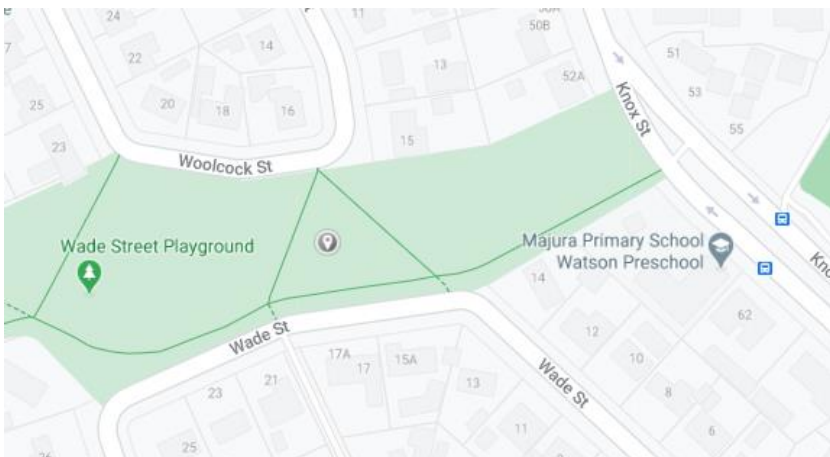 24
22
14
20
18
16
25
23
11
13
15
50B
52A
51
53
55
Knox St
Woolcock St
Wade Street Playground
Majura Primary School
Watson Preschool
14
62
12
10
8
6
Wade St
Wade St
17A
17
15A
13
11
23
21
25